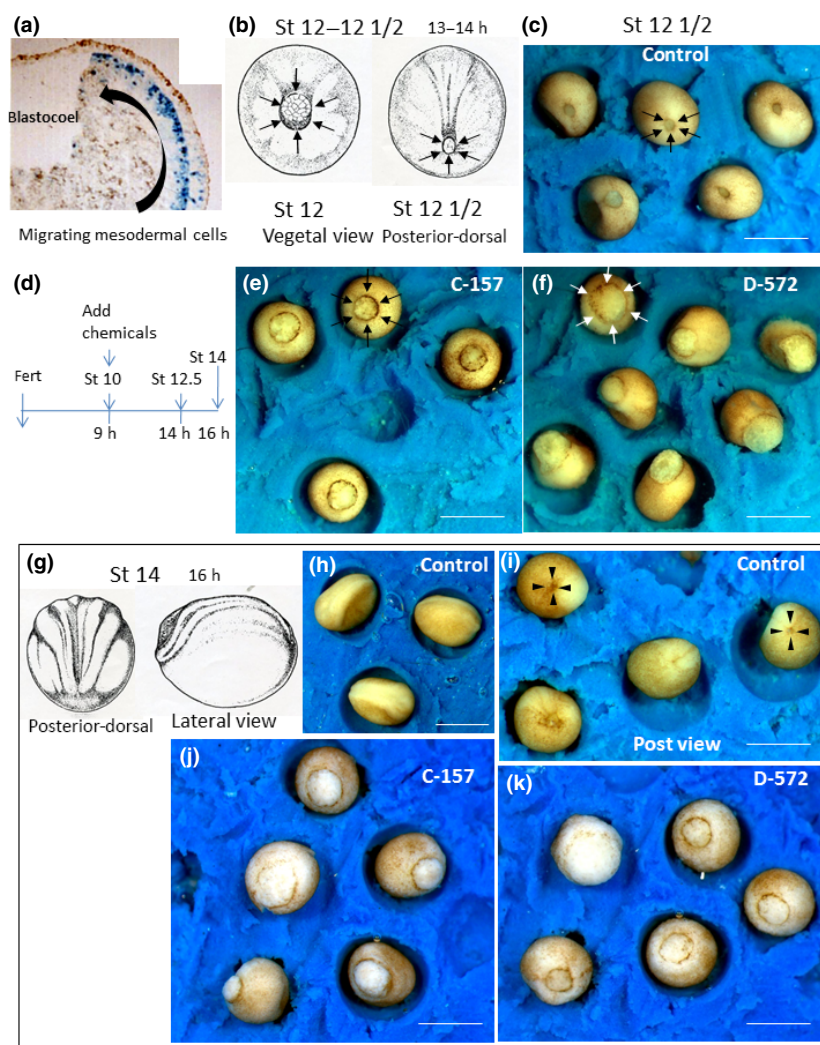 (a)
Blastocoel
Migrating mesodermal cells
(b)
St 12–12 1/2 13–14 h
St 12
St 12 1/2
Vegetal view
Posterior-dorsal
(c)
St 12 1/2
Control
(d)
Add
chemicals
Fert
St 10
St 12.5
St 14
9 h
14 h
16 h
(e)
C-157
(f)
D-572
(g)
St 14 16 h
Posterior-dorsal
Lateral view
(h)
Control
(i)
Control
Post view
(j)
C-157
(k)
D-572